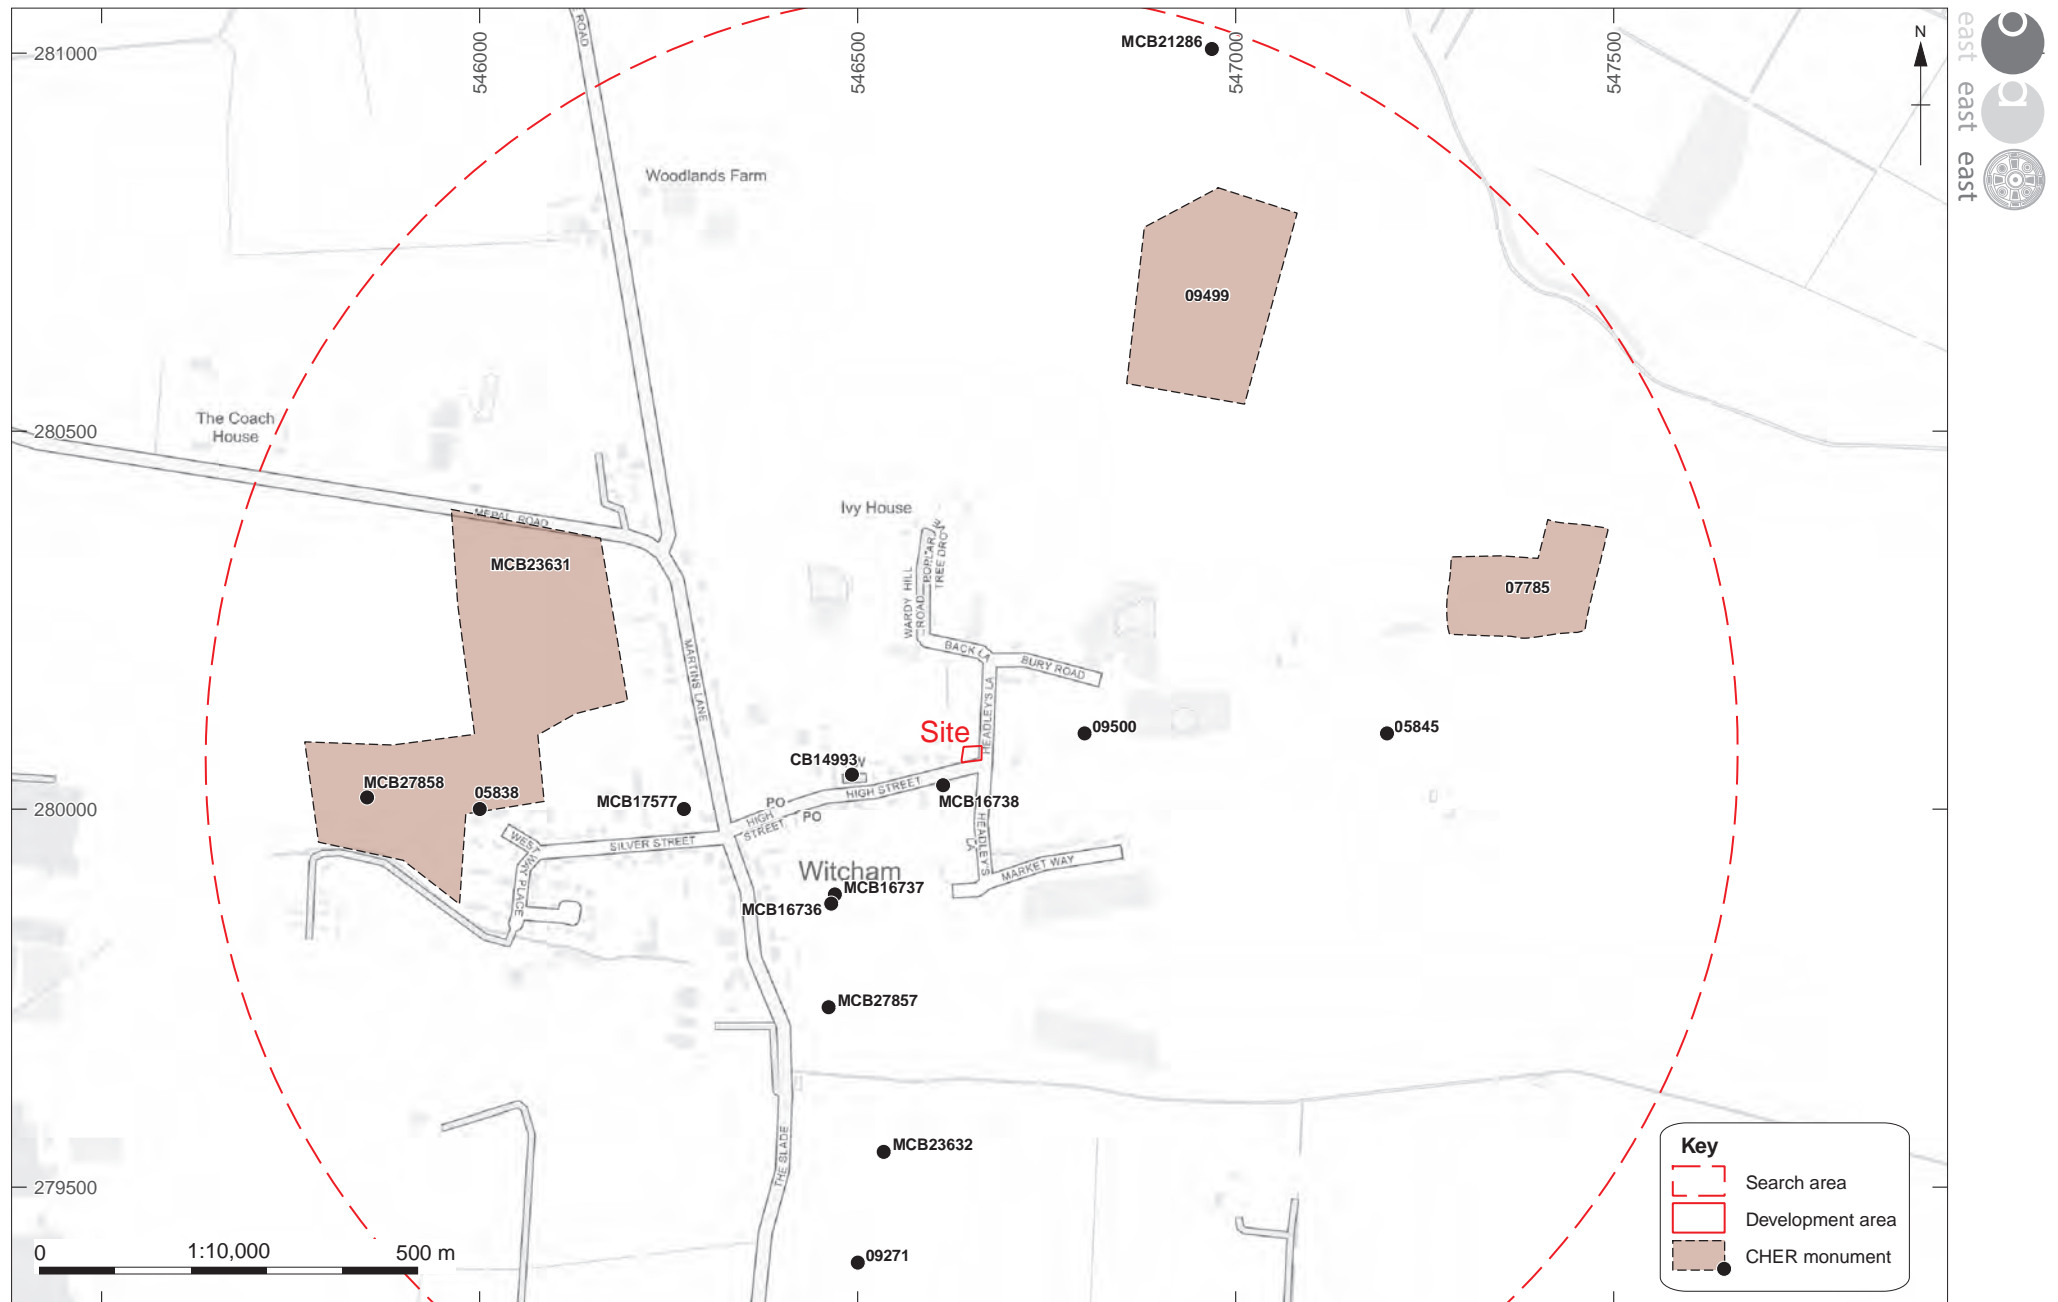 281000
280500
280000
279500
546000
546500
547000
547500
N
east
east
east
ROAD
MCB21286
Woodlands Farm
09499
The Coach
House
MEPAL ROAD
MCB23631
Ivy House
WARDY HILL
ROAD
POPLAR
TREE DROVE
BACK LA
BURY ROAD
07785
MARTINS LANE
HEADLEY'S LA
Site
09500
05845
CB14993
MCB27858
05838
MCB17577
PO
HIGH STREET
MCB16738
HIGH
STREET
PO
SILVER STREET
WEST
WAY PLACE
HEADLEY'S
LA
MARKET WAY
Witcham
MCB16737
MCB16736
MCB27857
THE SLADE
MCB23632
09271
0
1:10,000
500 m
Key
Search area
Development area
CHER monument